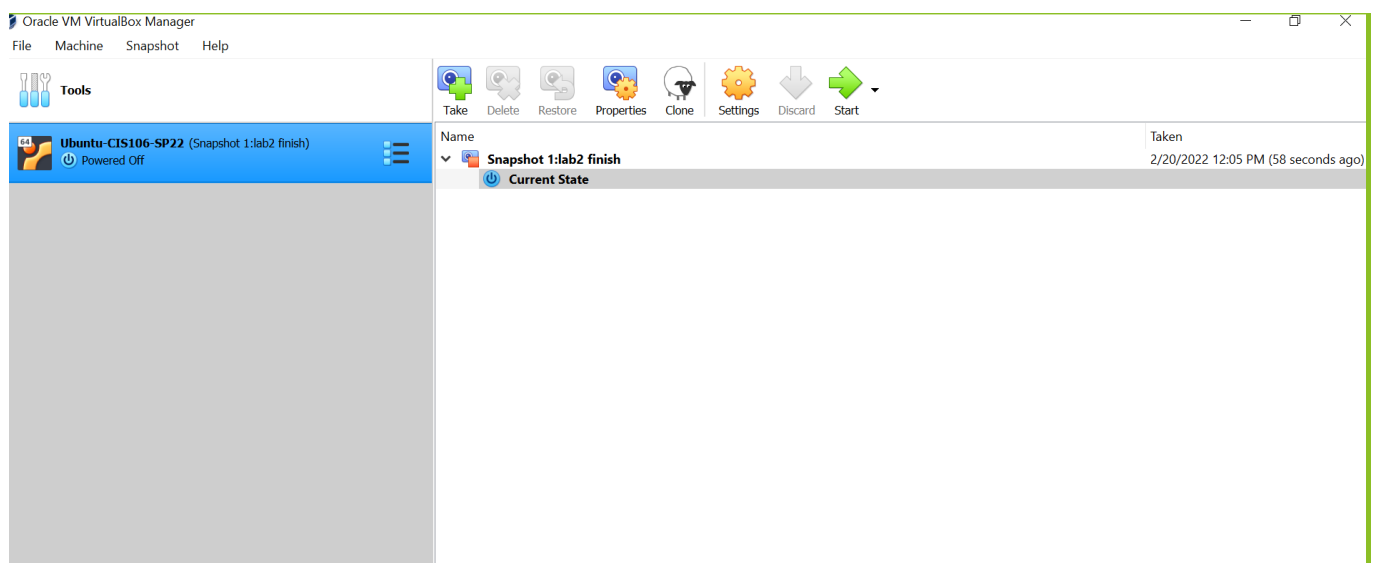 Oracle VM VirtualBox Manager
File Machine Snapshot Help
Tools
Take Delete Restore Properties Clone Settings Discard Start
64
Ubuntu-CIS106-SP22 (Snapshot 1:lab2 finish)
Powered Off
Name Taken
Snapshot 1:lab2 finish 2/20/2022 12:05 PM (58 seconds ago)
Current State